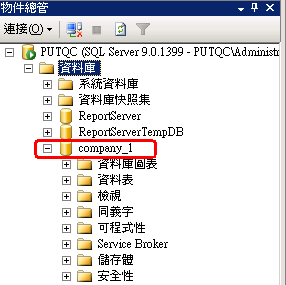 物件總管
連接(O)
PUTQC (SQL Server 9.0.1399 - PUTQC\Administ
資料庫
系統資料庫
資料庫快照集
ReportServer
ReportServerTempDB
company_1
資料庫圖表
資料表
檢視
同義字
可程式性
Service Broker
儲存體
安全性